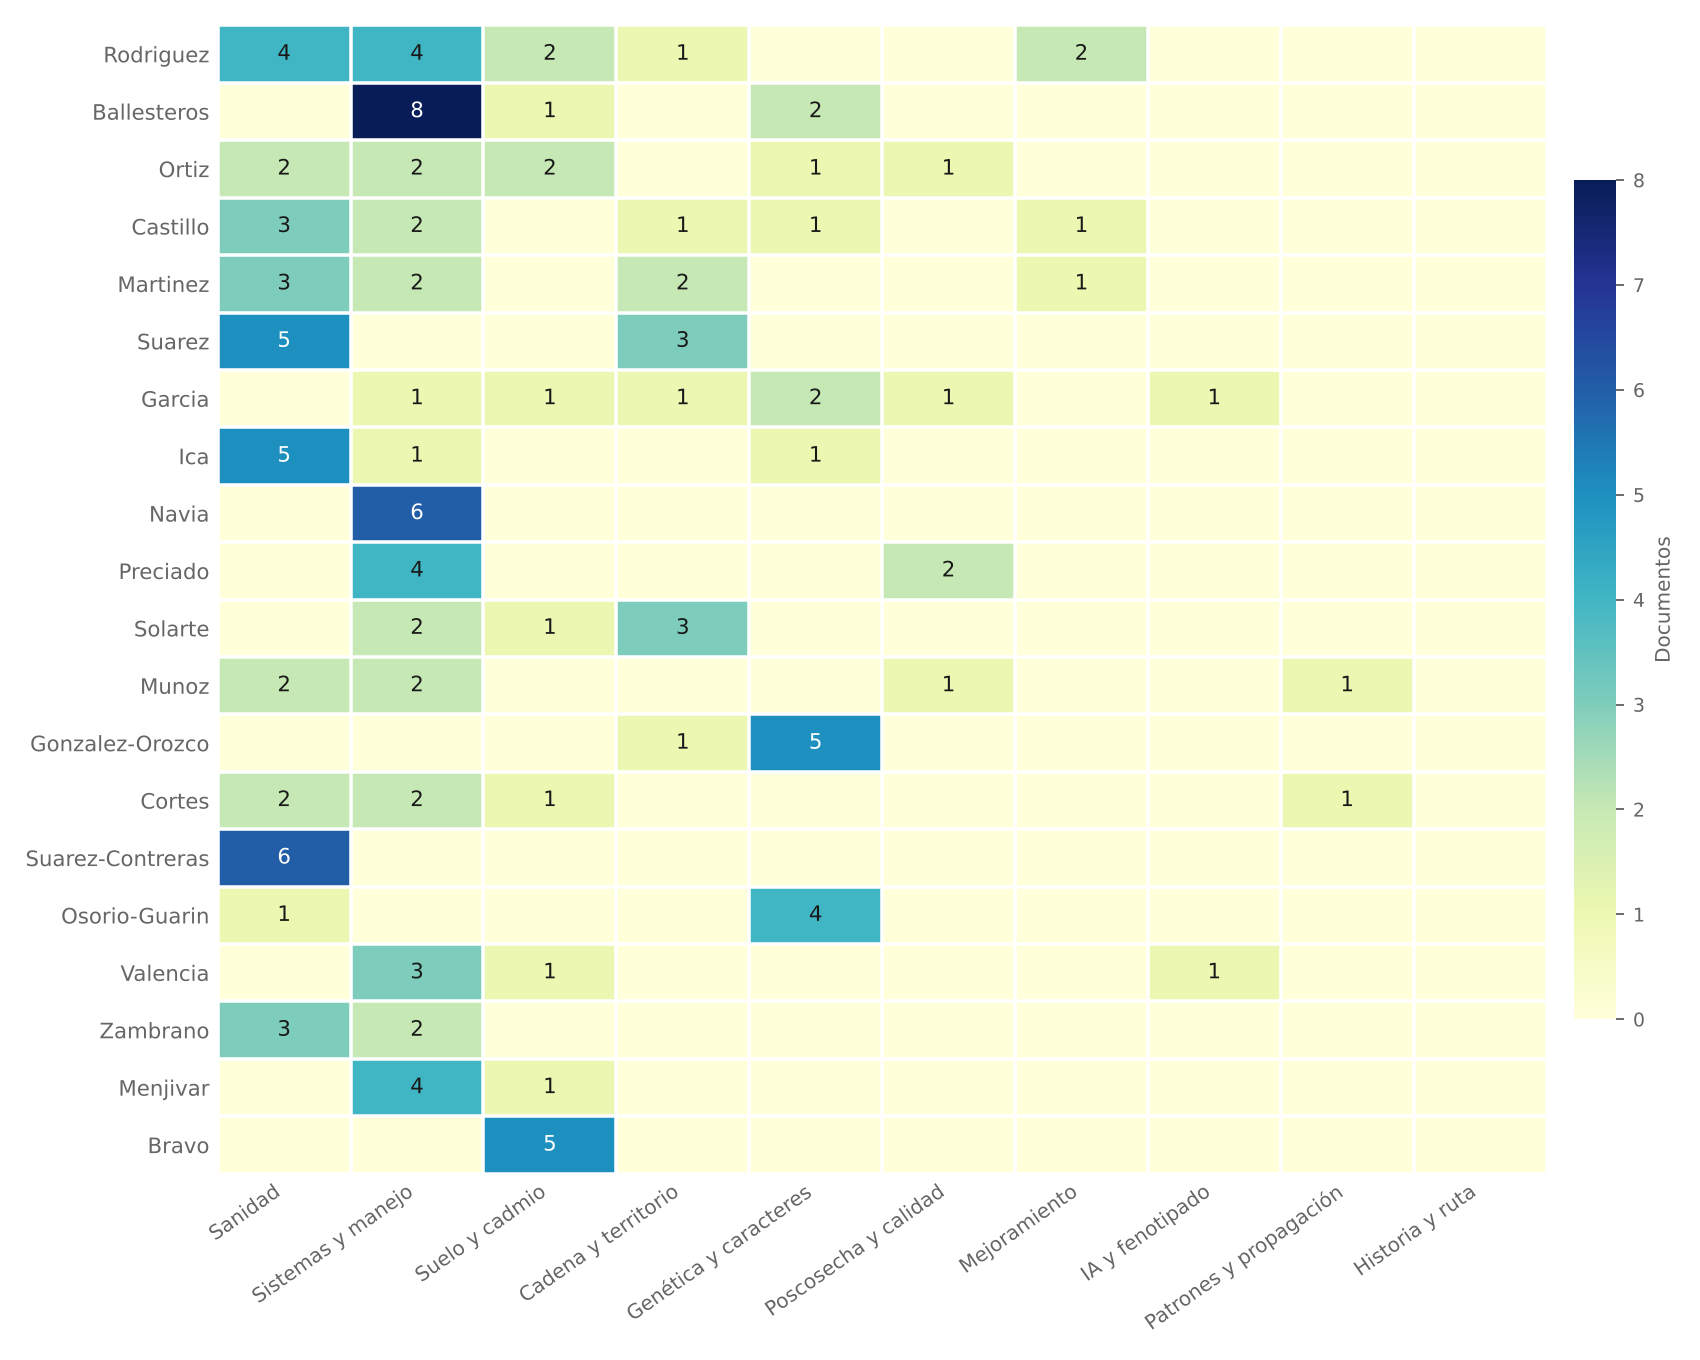 Rodriguez 4 4 2 1 2
Ballesteros 8 1 2
Ortiz 2 2 2 1 1
Castillo 3 2 1 1 1
Martinez 3 2 2 1
Suarez 5 3
Garcia 1 1 1 2 1 1
Ica 5 1 1
Navia 6
Preciado 4 2
Solarte 2 1 3
Munoz 2 2 1 1
Gonzalez-Orozco 1 5
Cortes 2 2 1 1
Suarez-Contreras 6
Osorio-Guarin 1 4
Valencia 3 1 1
Zambrano 3 2
Menjivar 4 1
Bravo 5
Sanidad
Sistemas y manejo
Suelo y cadmio
Cadena y territorio
Genética y caracteres
Poscosecha y calidad
Mejoramiento
IA y fenotipado
Patrones y propagación
Historia y ruta
8
7
6
5
4
3
2
1
0
Documentos